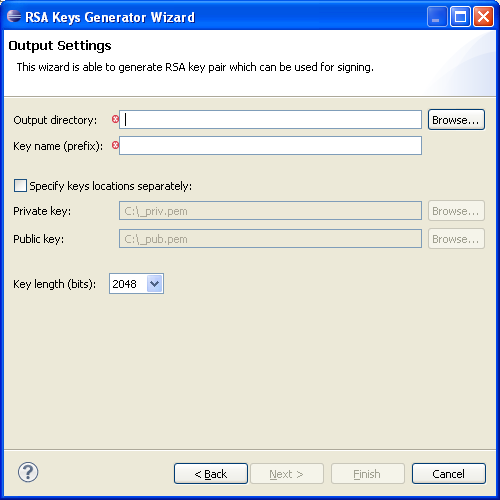 RSA Keys Generator Wizard
Output Settings
This wizard is able to generate RSA key pair which can be used for signing.
Output directory: Browse...
Key name (prefix):
Specify keys locations separately:
Private key: C:\_priv.pem Browse...
Public key: C:\_pub.pem Browse...
Key length (bits): 2048
? < Back Next > Finish Cancel